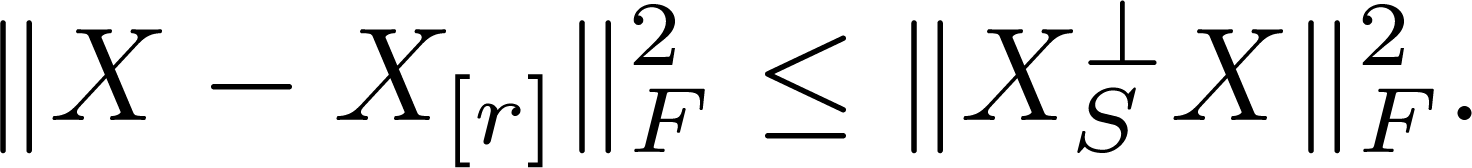 \|X - X_{[r]}\|_F^2 \leq \|X_S^\perp X\|_F^2.